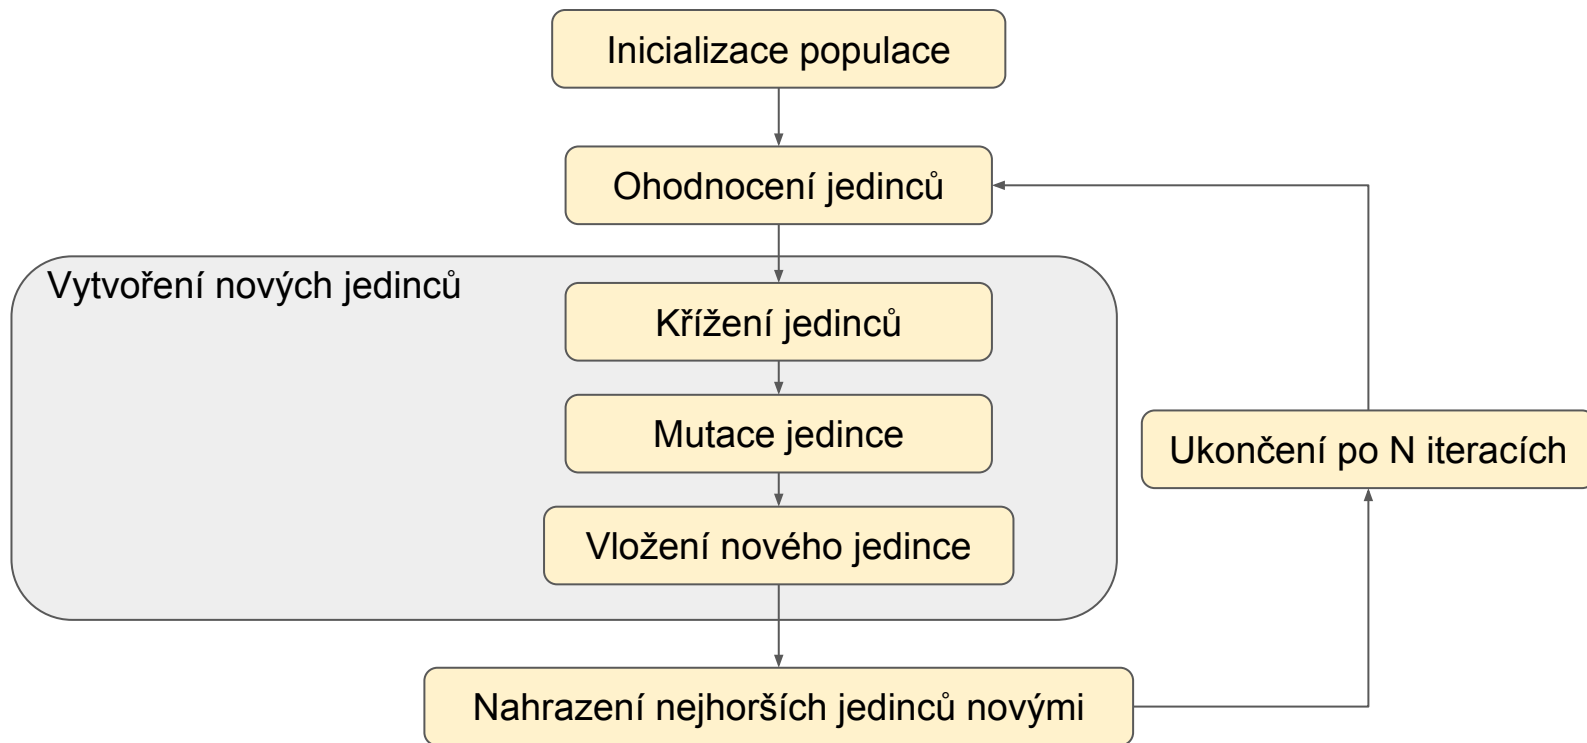 Inicializace populace
Ohodnocení jedinců
Vytvoření nových jedinců
Křížení jedinců
Mutace jedince
Ukončení po N iteracích
Vložení nového jedince
Nahrazení nejhorších jedinců novými